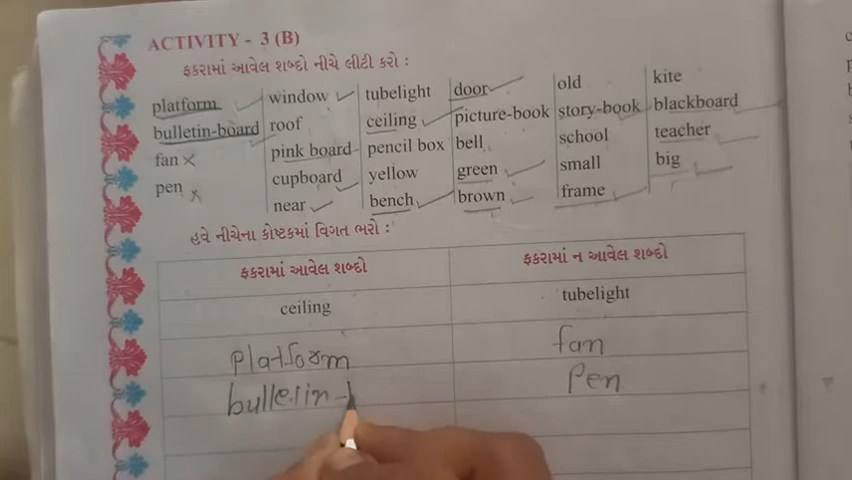 ACTIVITY - 3 (B)
ફકરામાં આવેલ શબ્દો નીચે લીટી કરો :
platform window tubelight door old kite
bulletin-board roof ceiling picture-book story-book blackboard
fan pink board pencil box bell school teacher
pen cupboard yellow green small big
near bench brown frame
હવે નીચેના કોષ્ટકમાં વિગત ભરો :
ફકરામાં આવેલ શબ્દો ફકરામાં ન આવેલ શબ્દો
ceiling tubelight
Platform fan
bulletin- Pen